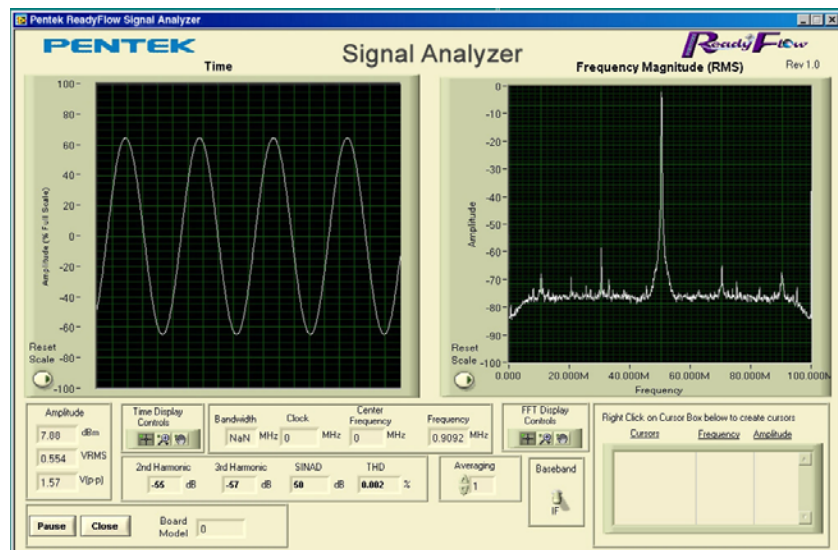 Pentek ReadyFlow Signal Analyzer
PENTEK
Signal Analyzer
ReadyFlow
Time
Frequency Magnitude (RMS)
Rev 1.0
Amplitude (% Full Scale)
100-
80-
60-
40-
20-
0-
-20-
-40-
-60-
-80-
-100-
Reset
Scale
Amplitude
0-
-10-
-20-
-30-
-40-
-50-
-60-
-70-
-80-
-90-
-100-
Reset
Scale
0.000 20.000M 40.000M 60.000M 80.000M 100.000M
Frequency
Amplitude
7.88 dBm
0.554 VRMS
1.57 V(p-p)
Time Display
Controls
Bandwidth Clock Center Frequency Frequency
NaN MHz 0 MHz 0 MHz 0.9092 MHz
FFT Display
Controls
2nd Harmonic 3rd Harmonic SINAD THD
-55 dB -57 dB 50 dB 0.002 %
Averaging
1
Baseband
IF
Right Click on Cursor Box below to create cursors
Cursors Frequency Amplitude
Pause Close Board Model 0